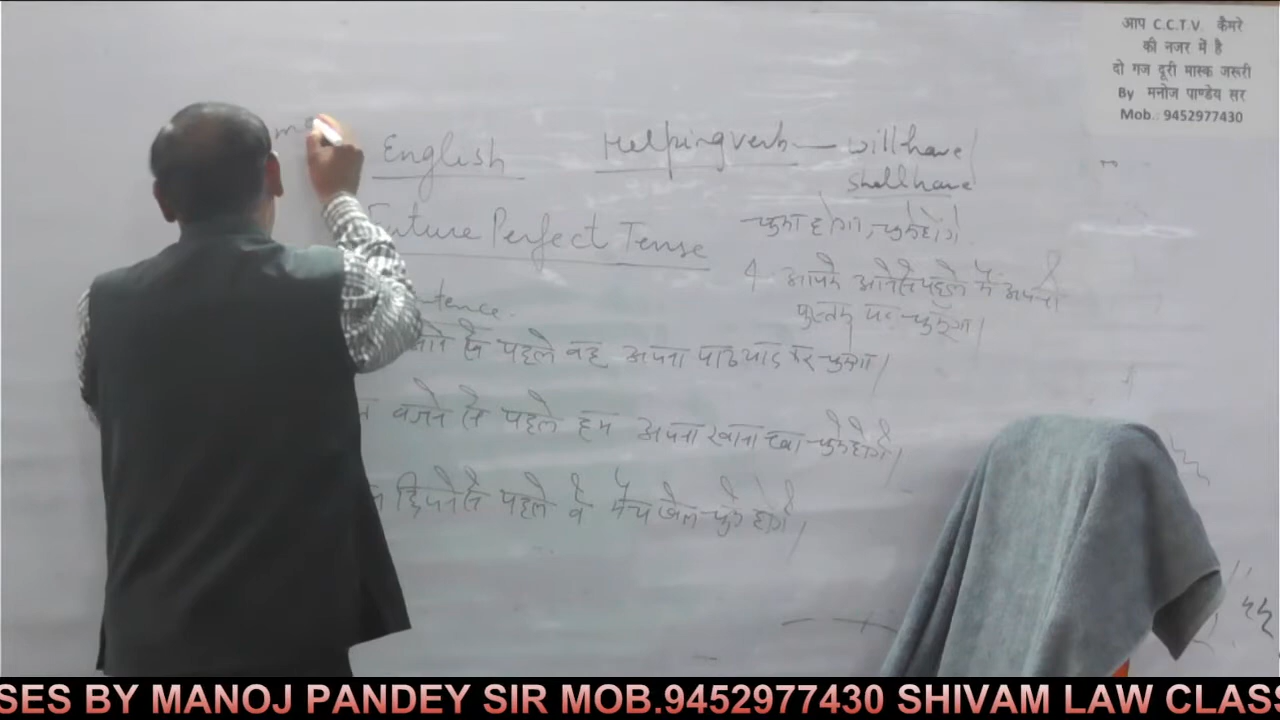 आप C.C.T.V. कैमरे
की नजर में है
दो गज दूरी मास्क जरूरी
By मनोज पाण्डेय सर
Mob.: 9452977430
English
Helping verb — will have/
shall have
Future Perfect Tense
चुका होगा, चुके होंगे
4- आपके आने से पहले मैं अपनी
पुस्तक पढ़ चुकूँगा।
tence.
से पहले वह अपना पाठ याद कर चुकेगा।
बजने से पहले हम अपना खाना खा चुके होंगे।
छिपने से पहले वे मैच खेल चुके होंगे।
SES BY MANOJ PANDEY SIR MOB.9452977430 SHIVAM LAW CLASS